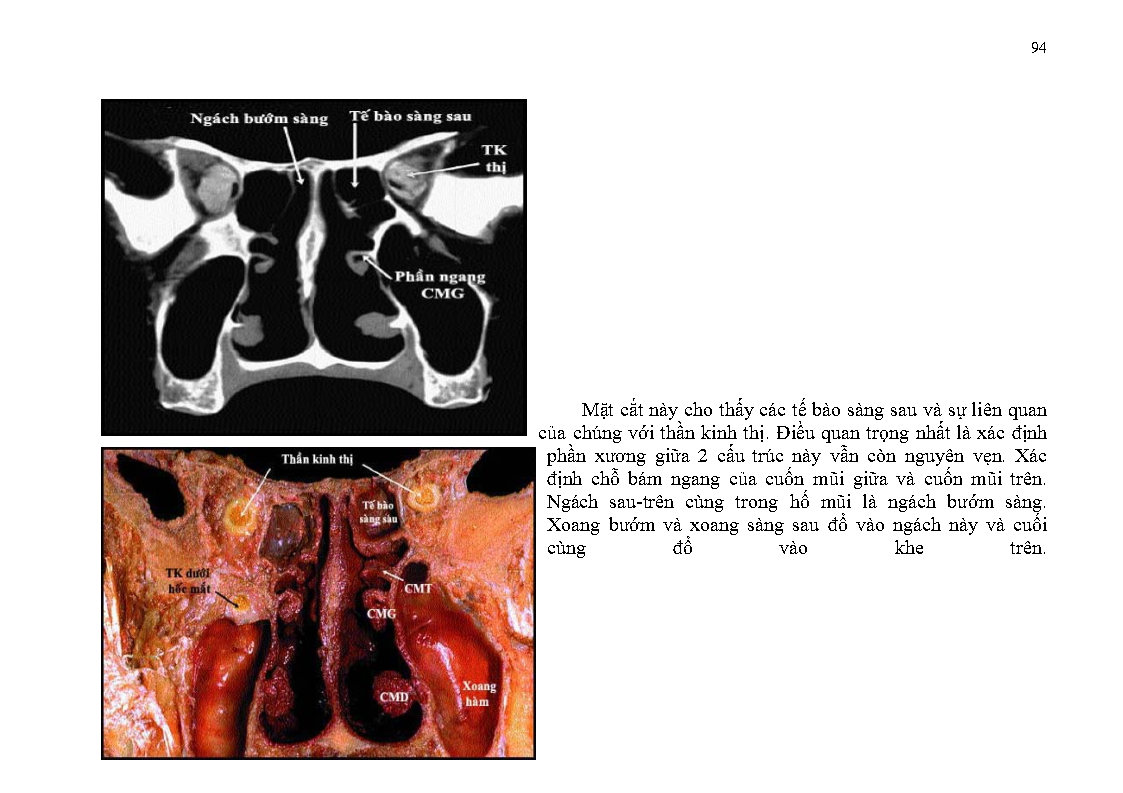 94
Ngách bướm sàng
Tế bào sàng sau
TK
thị
Phần ngang
CMG
Mặt cắt này cho thấy các tế bào sàng sau và sự liên quan
của chúng với thần kinh thị. Điều quan trọng nhất là xác định
phần xương giữa 2 cấu trúc này vẫn còn nguyên vẹn. Xác
định chỗ bám ngang của cuốn mũi giữa và cuốn mũi trên.
Ngách sau-trên cùng trong hố mũi là ngách bướm sàng.
Xoang bướm và xoang sàng sau đổ vào ngách này và cuối
cùng đổ vào khe trên.
Thần kinh thị
Tế bào
sàng sau
TK dưới
hốc mắt
CMT
CMG
CMD
Xoang
hàm